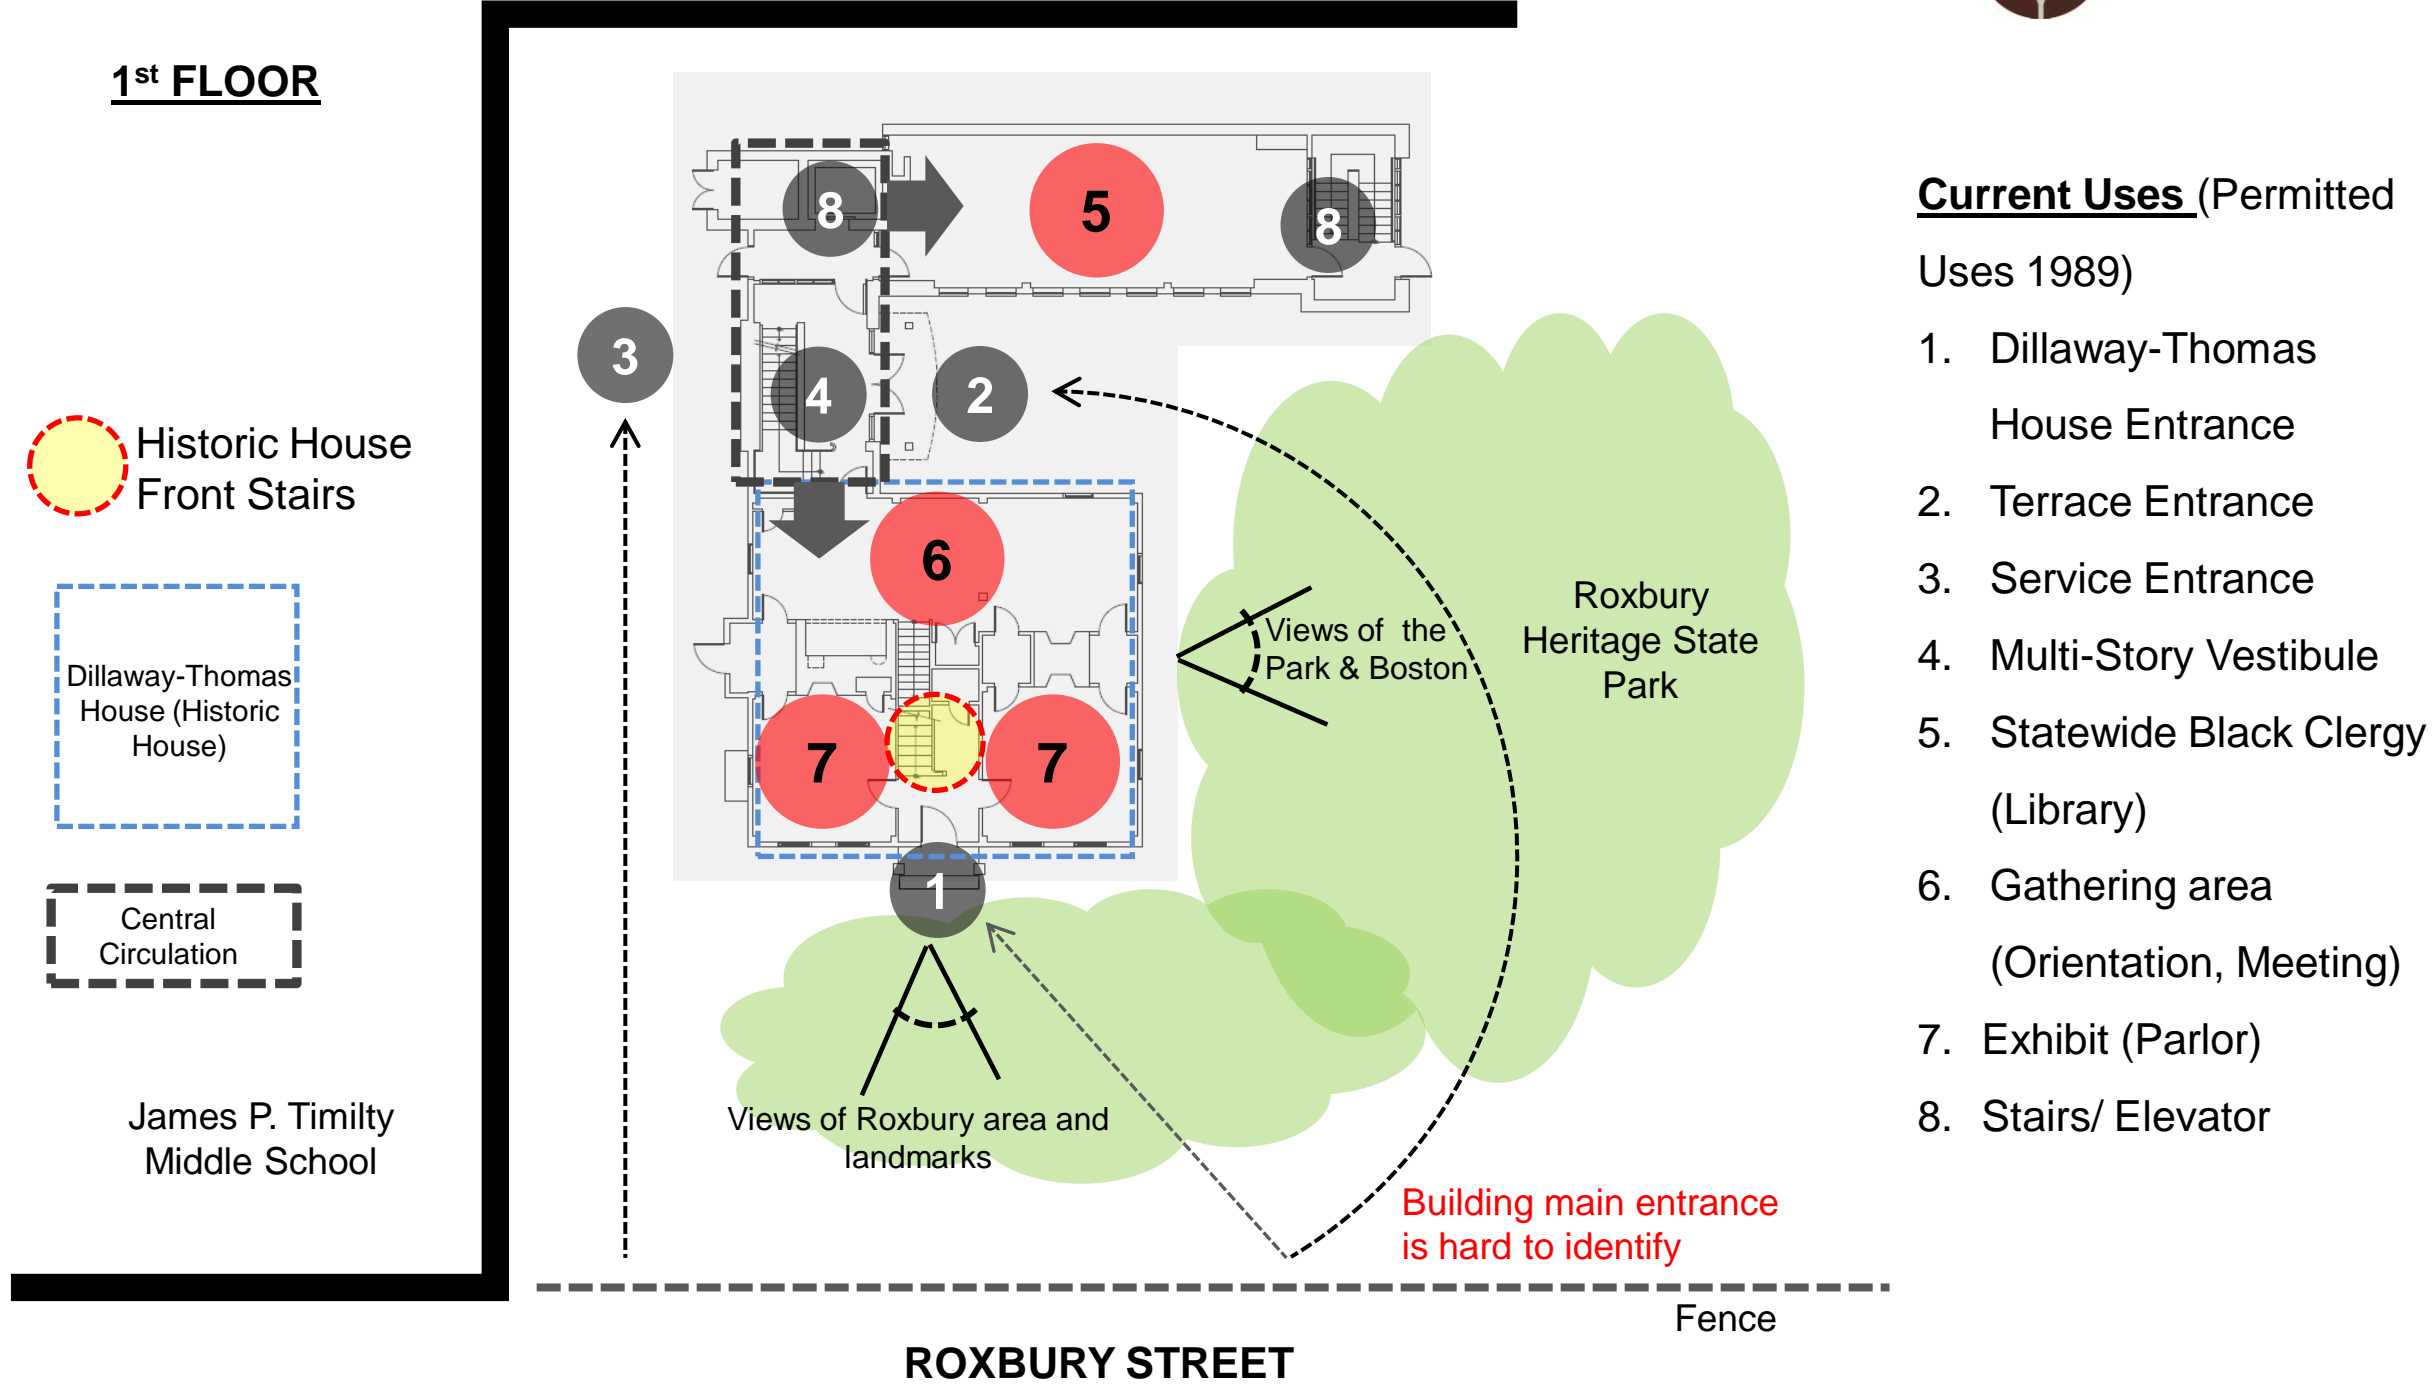 1st FLOOR
Historic House
Front Stairs
Dillaway-Thomas
House (Historic
House)
Central
Circulation
James P. Timilty
Middle School
8
5
8
3
4
2
6
7
7
1
Views of the
Park & Boston
Roxbury
Heritage State
Park
Views of Roxbury area and
landmarks
Building main entrance
is hard to identify
Fence
ROXBURY STREET
Current Uses (Permitted
Uses 1989)
1. Dillaway-Thomas
House Entrance
2. Terrace Entrance
3. Service Entrance
4. Multi-Story Vestibule
5. Statewide Black Clergy
(Library)
6. Gathering area
(Orientation, Meeting)
7. Exhibit (Parlor)
8. Stairs/ Elevator